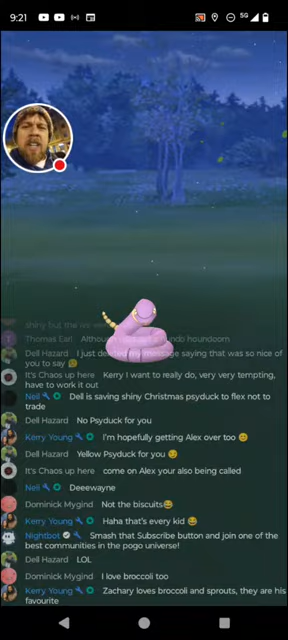 9:21
5G
shiny but the
T Thomas Earl Although
houndoom
Dell Hazard I just
message saying that was so nice of
you to say
It's Chaos up here Kerry I want to really do, very very tempting,
have to work it out
Neil Dell is saving shiny Christmas psyduck to flex not to
trade
Dell Hazard No Psyduck for you
Kerry Young I'm hopefully getting Alex over too
Dell Hazard Yellow Psyduck for you
It's Chaos up here come on Alex your also being called
Neil Deeewayne
Dominick Mygind Not the biscuits
Kerry Young Haha that's every kid
Nightbot Smash that Subscribe button and join one of the
best communities in the pogo universe!
Dell Hazard LOL
Dominick Mygind I love broccoli too
Kerry Young Zachary loves broccoli and sprouts, they are his
favourite